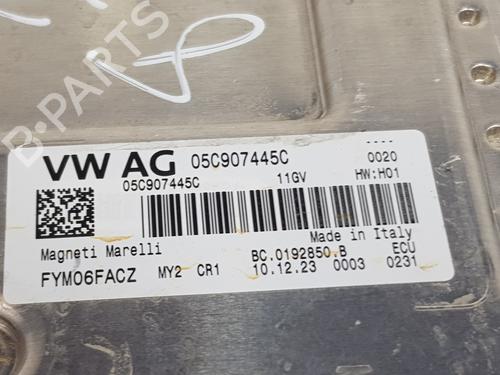 VW AG 05C907445C
----
0020
05C907445C 11GV HW:H01
Magneti Marelli Made in Italy
BC.0192850.B ECU
FYM06FACZ MY2 CR1 10.12.23 0003 0231
B-PARTS